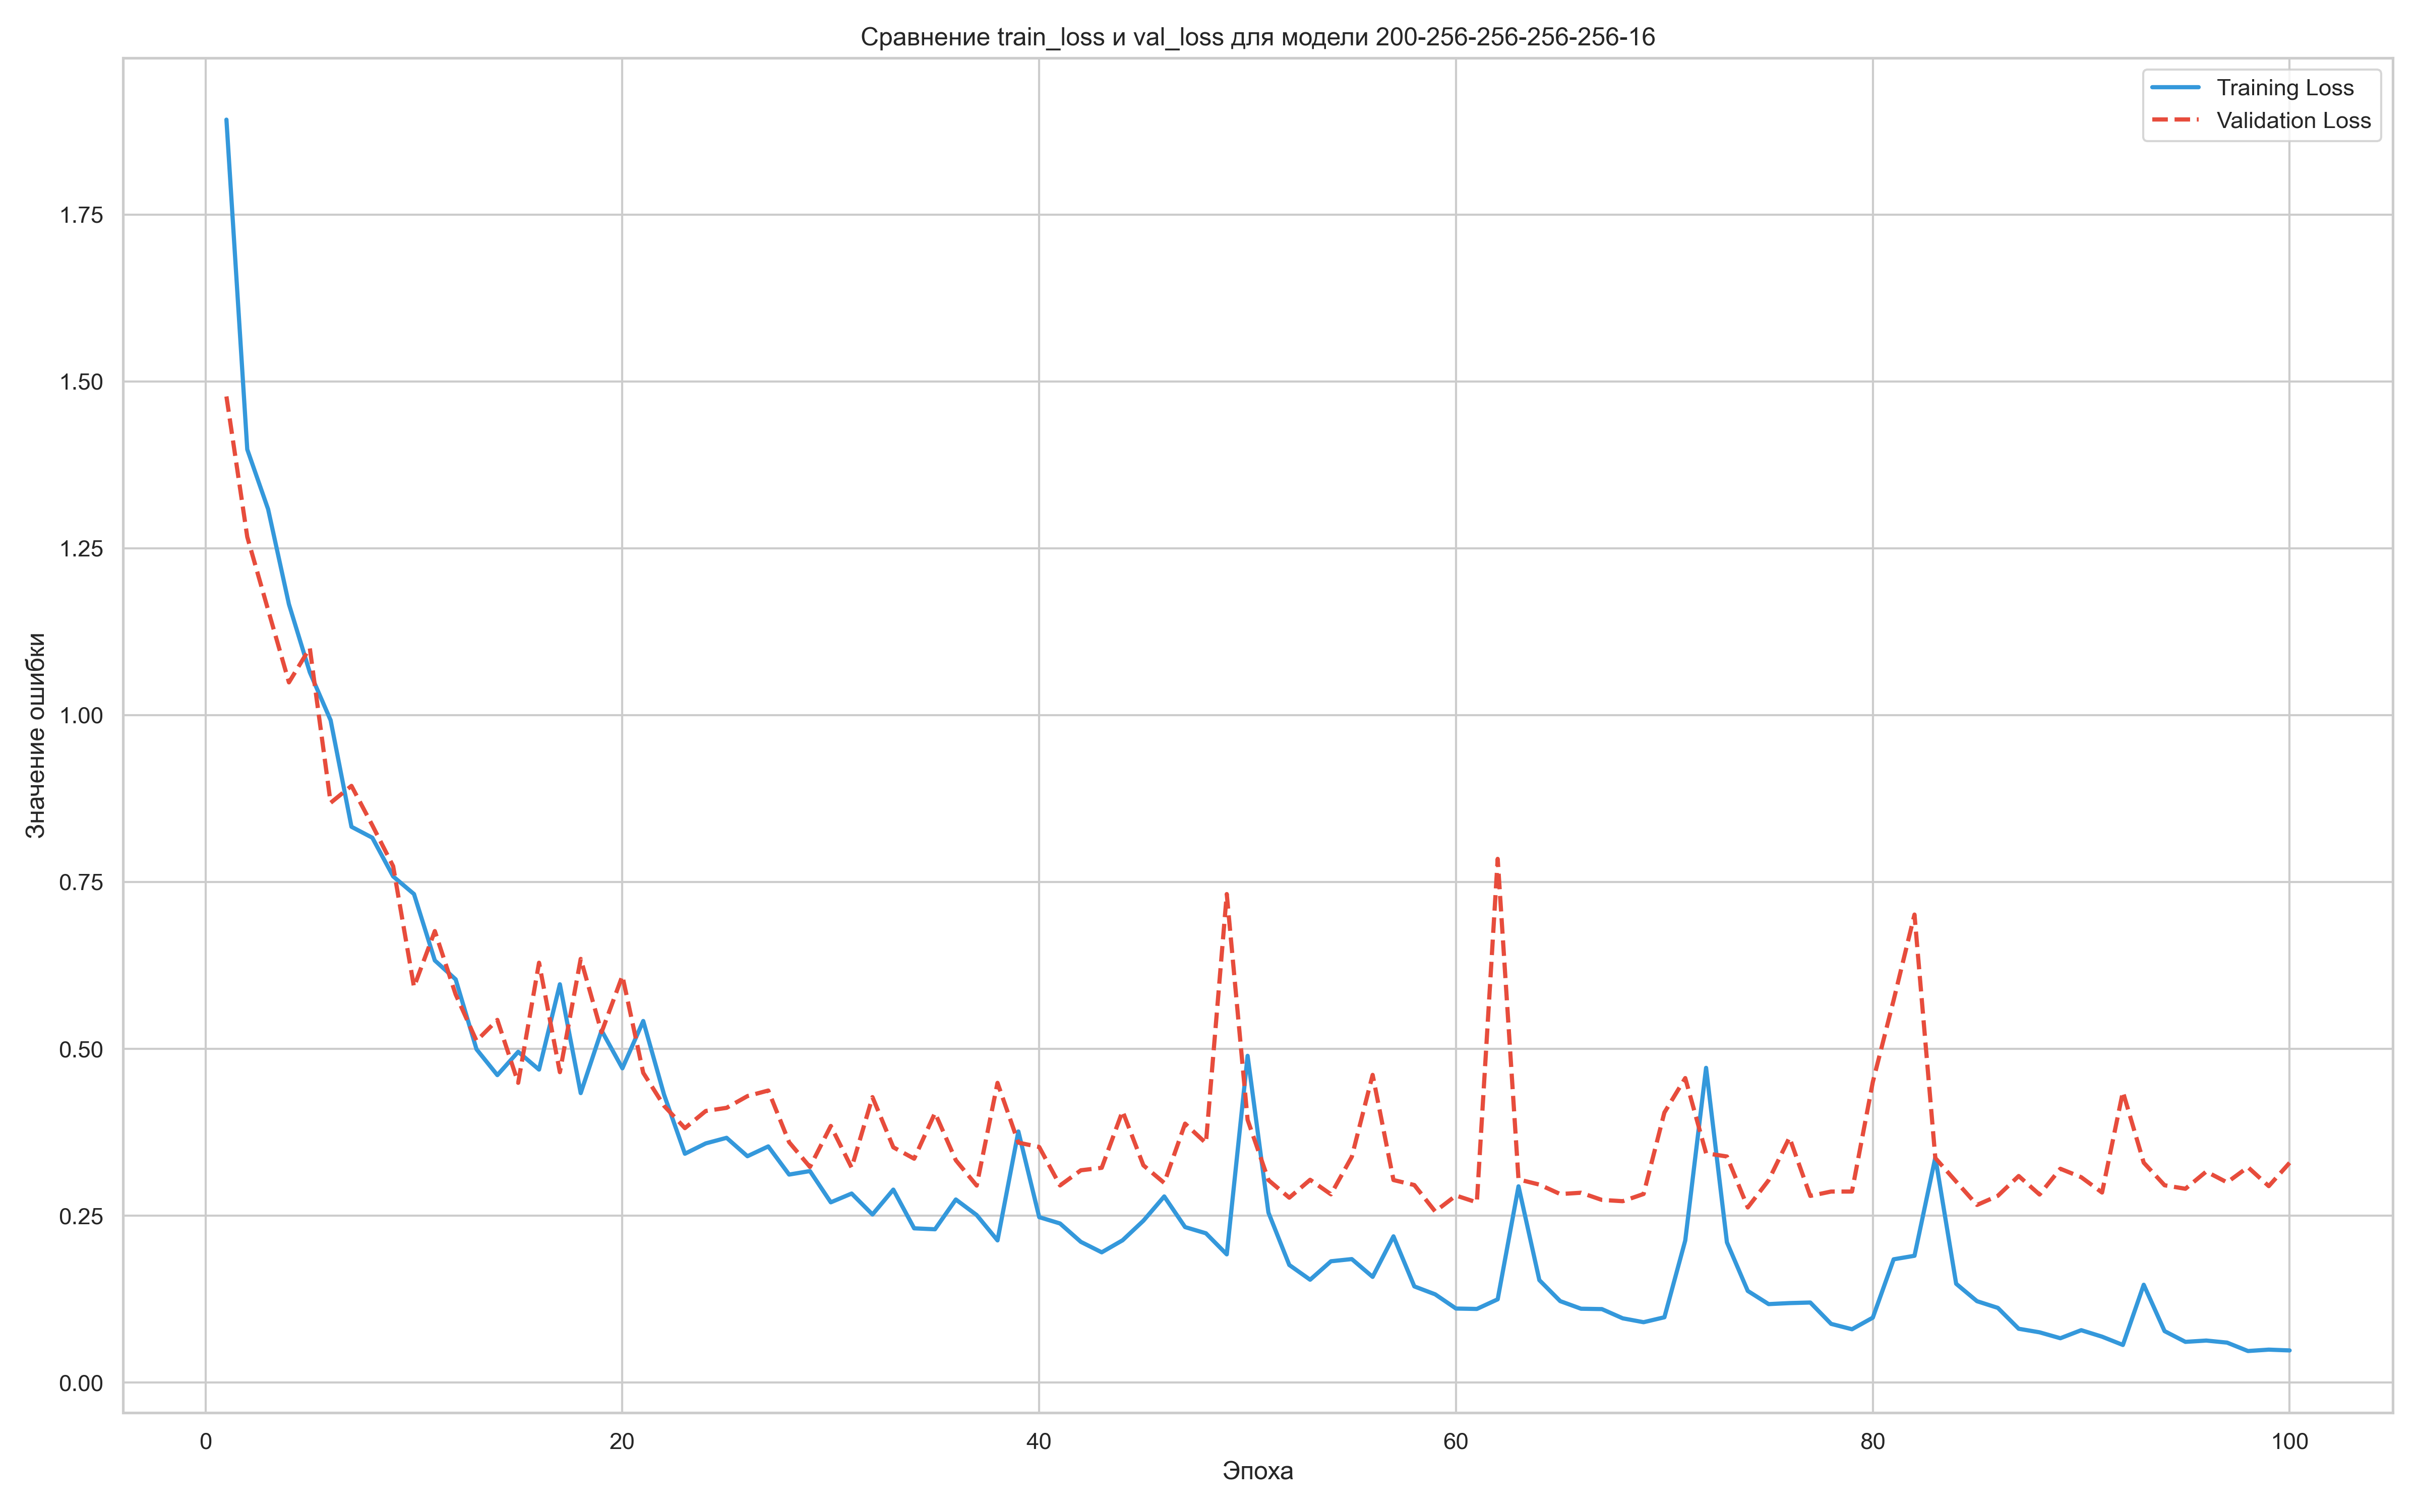 Сравнение train_loss и val_loss для модели 200-256-256-256-256-16
Training Loss
Validation Loss
Значение ошибки
1.75
1.50
1.25
1.00
0.75
0.50
0.25
0.00
0
20
40
60
80
100
Эпоха